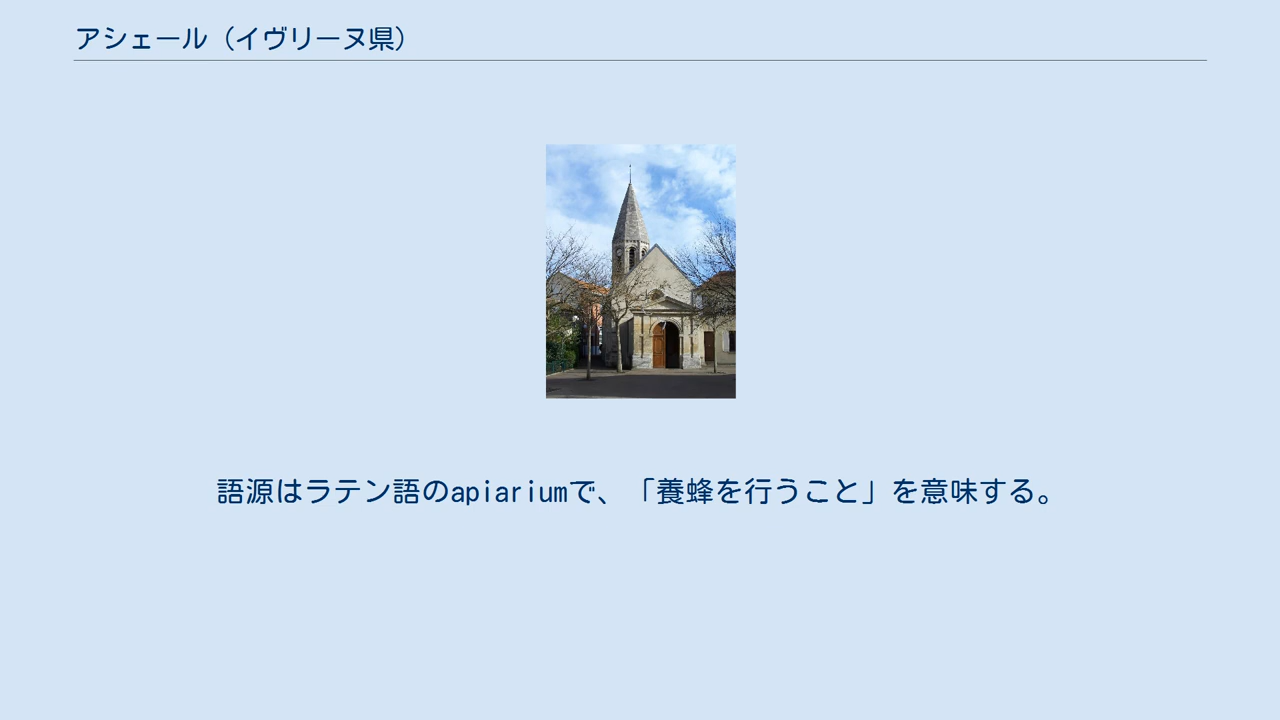 アシェール（イヴリーヌ県）
語源はラテン語のapiariumで、「養蜂を行うこと」を意味する。